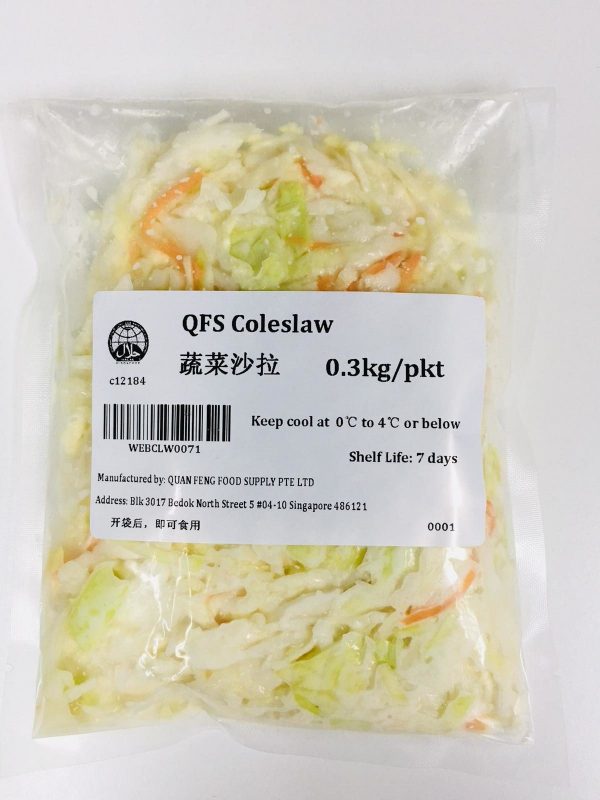 QFS Coleslaw
蔬菜沙拉 0.3kg/pkt
حلال
c12184
Keep cool at 0℃ to 4℃ or below
WEBCLW0071
Shelf Life: 7 days
Manufactured by: QUAN FENG FOOD SUPPLY PTE LTD
Address: Blk 3017 Bedok North Street 5 #04-10 Singapore 486121
开袋后，即可食用 0001